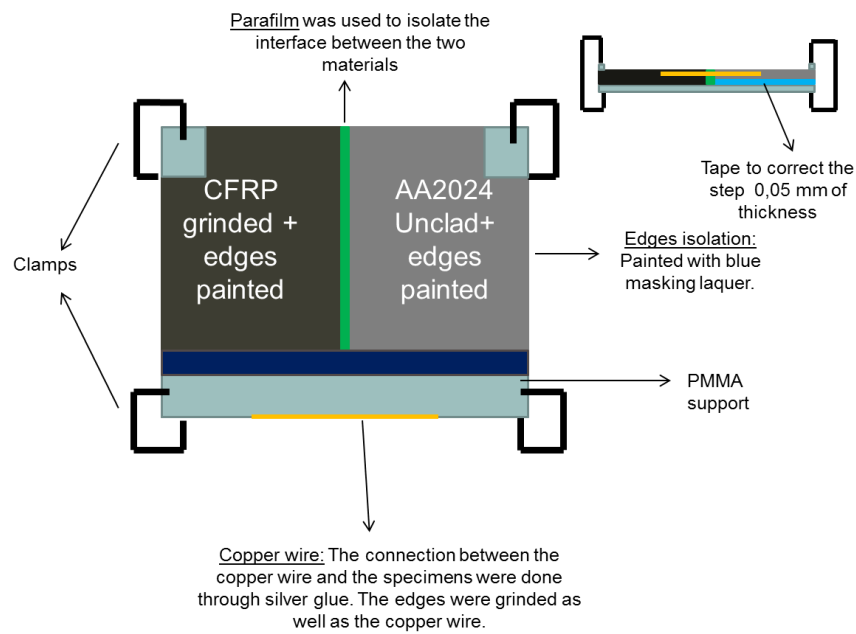 Parafilm was used to isolate the
interface between the two
materials
Tape to correct the
step 0,05 mm of
thickness
CFRP
grinded +
edges
painted
AA2024
Unclad+
edges
painted
Edges isolation:
Painted with blue
masking laquer.
Clamps
PMMA
support
Copper wire: The connection between the
copper wire and the specimens were done
through silver glue. The edges were grinded as
well as the copper wire.